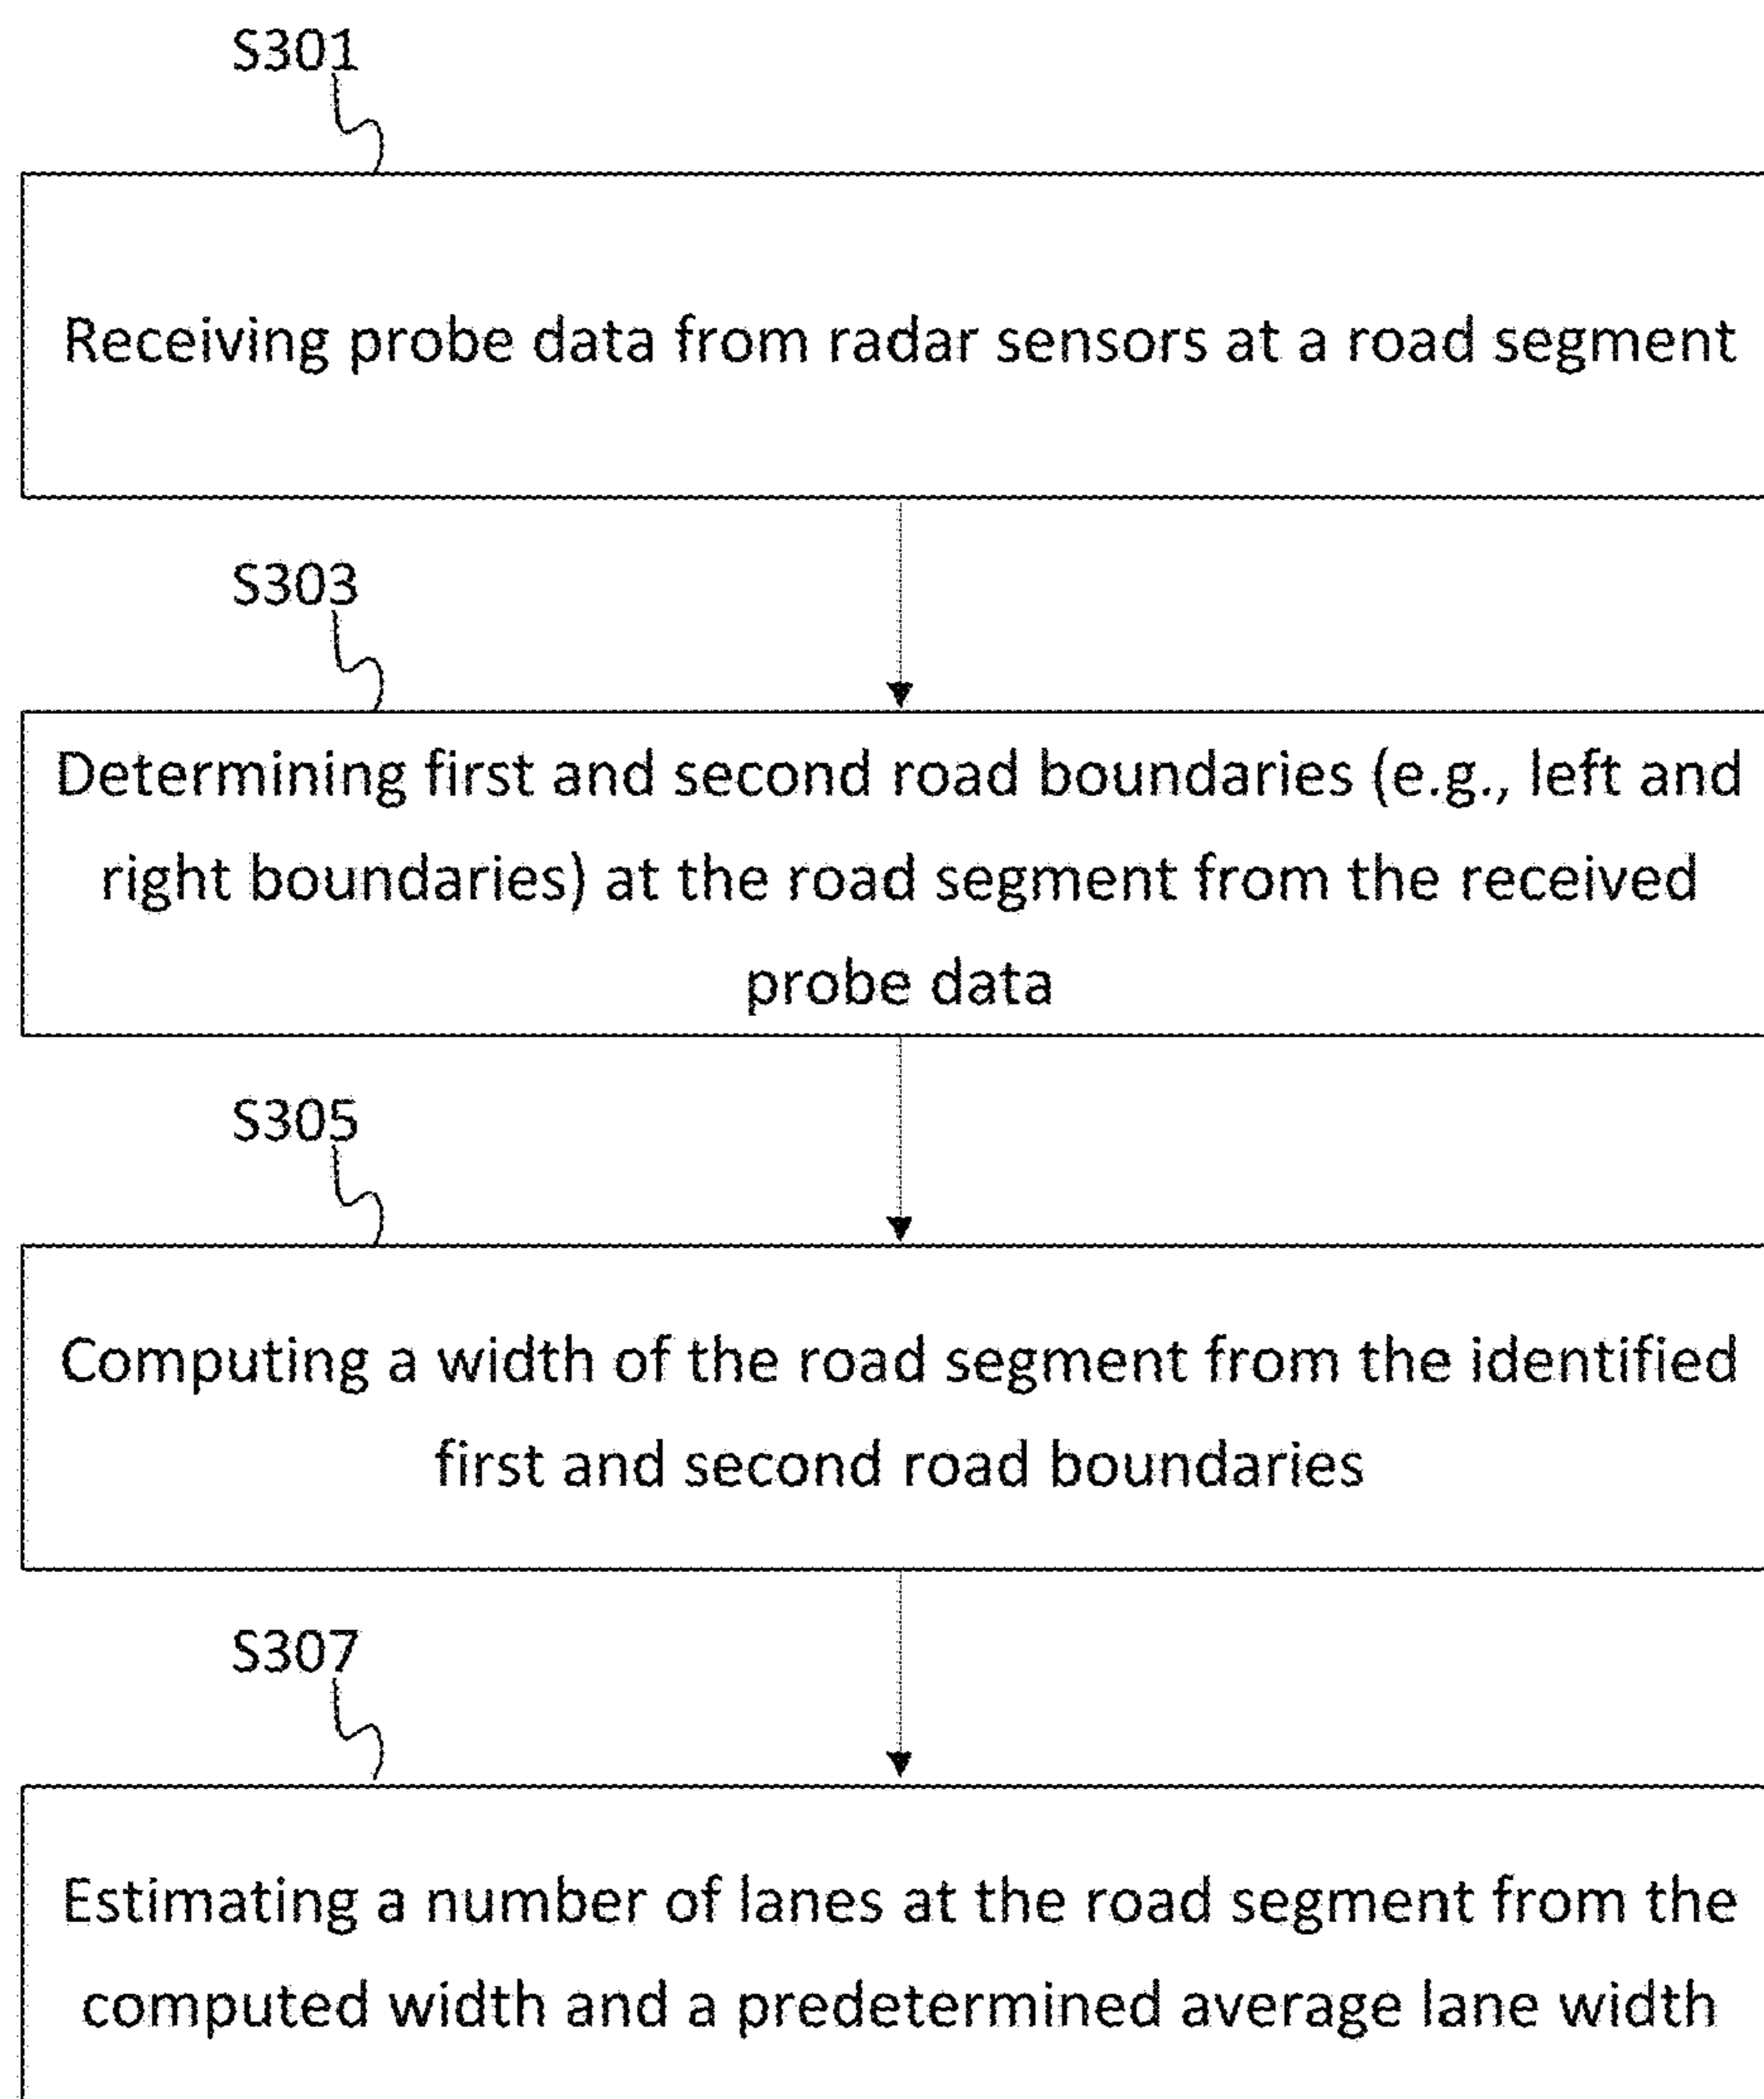 S301
Receiving probe data from radar sensors at a road segment
S303
Determining first and second road boundaries (e.g., left and
right boundaries) at the road segment from the received
probe data
S305
Computing a width of the road segment from the identified
first and second road boundaries
S307
Estimating a number of lanes at the road segment from the
computed width and a predetermined average lane width